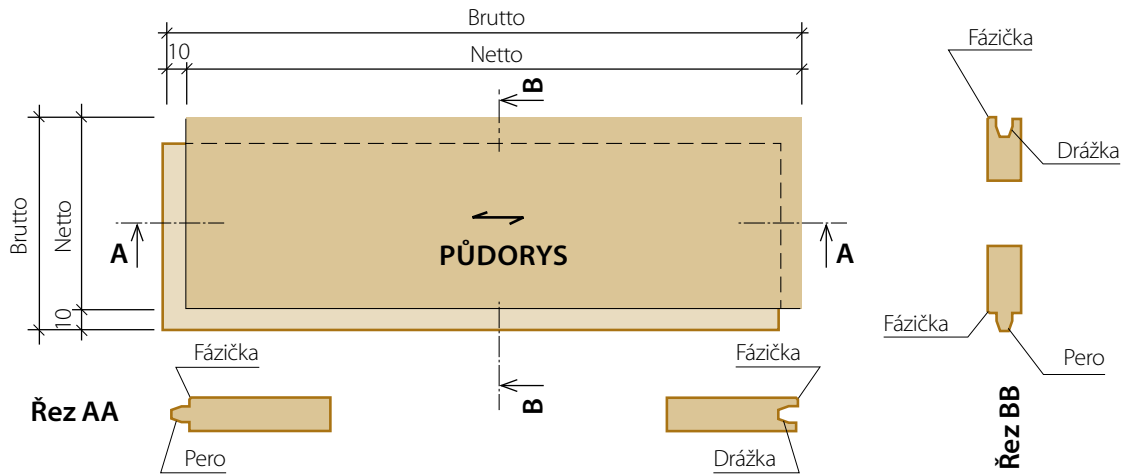 Brutto
10
Netto
B
Fázička
Drážka
Brutto
Netto
10
A
PŮDORYS
A
Fázička
Pero
Řez BB
Fázička
Fázička
B
Řez AA
Pero
Drážka